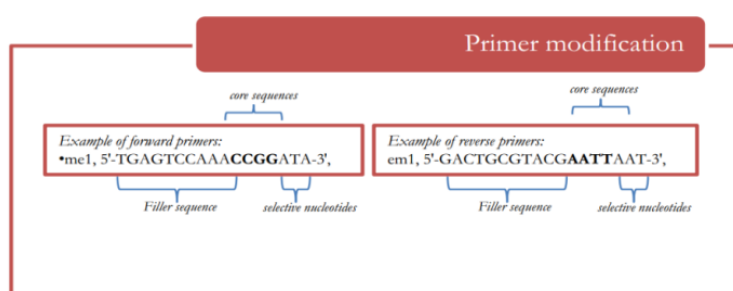 Primer modification
core sequences
Example of forward primers:
•me1, 5'-TGAGTCCAAACCGGATA-3',
Filler sequence
selective nucleotides
core sequences
Example of reverse primers:
em1, 5'-GACTGCGTACGAATTAAT-3',
Filler sequence
selective nucleotides